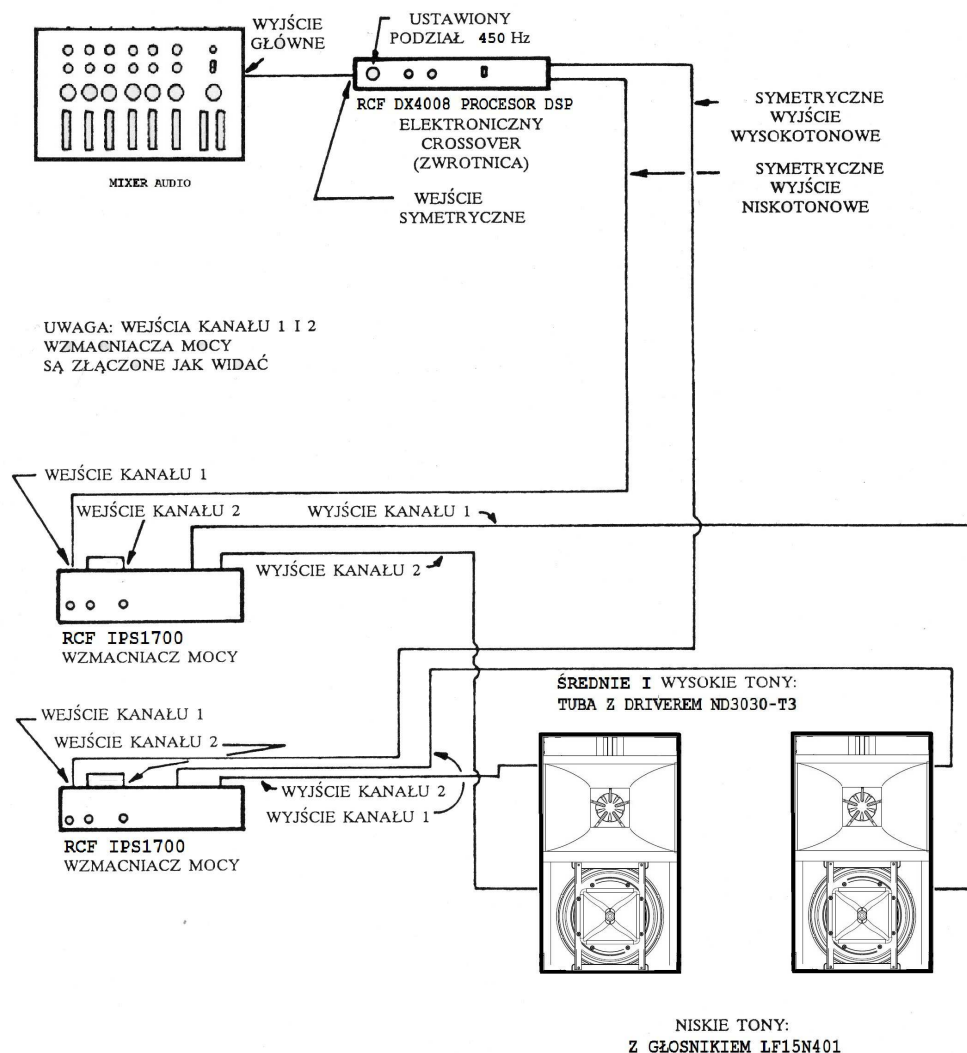 WYJŚCIE
GŁÓWNE
USTAWIONY
PODZIAŁ 450 Hz
RCF DX4008 PROCESOR DSP
ELEKTRONICZNY
CROSSOVER
(ZWROTNICA)
MIXER AUDIO
WEJŚCIE
SYMETRYCZNE
SYMETRYCZNE
WYJŚCIE
WYSOKOTONOWE
SYMETRYCZNE
WYJŚCIE
NISKOTONOWE
UWAGA: WEJŚCIA KANAŁU 1 I 2
WZMACNIACZA MOCY
SĄ ZŁĄCZONE JAK WIDAĆ
WEJŚCIE KANAŁU 1
WEJŚCIE KANAŁU 2
WYJŚCIE KANAŁU 1
WYJŚCIE KANAŁU 2
RCF IPS1700
WZMACNIACZ MOCY
ŚREDNIE I WYSOKIE TONY:
TUBA Z DRIVEREM ND3030-T3
WEJŚCIE KANAŁU 1
WEJŚCIE KANAŁU 2
WYJŚCIE KANAŁU 2
WYJŚCIE KANAŁU 1
RCF IPS1700
WZMACNIACZ MOCY
NISKIE TONY:
Z GŁOSNIKIEM LF15N401